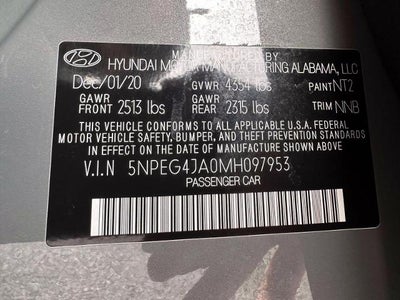 MANUFACTURED BY
HYUNDAI MOTOR MANUFACTURING ALABAMA, LLC
Dec/01/20 GVWR 4354 lbs PAINT NT2
GAWR FRONT 2513 lbs GAWR REAR 2315 lbs TRIM NNB
THIS VEHICLE CONFORMS TO ALL APPLICABLE U.S. FEDERAL
MOTOR VEHICLE SAFETY, BUMPER, AND THEFT PREVENTION STANDARDS
IN EFFECT ON THE DATE OF MANUFACTURE SHOWN ABOVE.
V.I.N 5NPEG4JA0MH097953
PASSENGER CAR